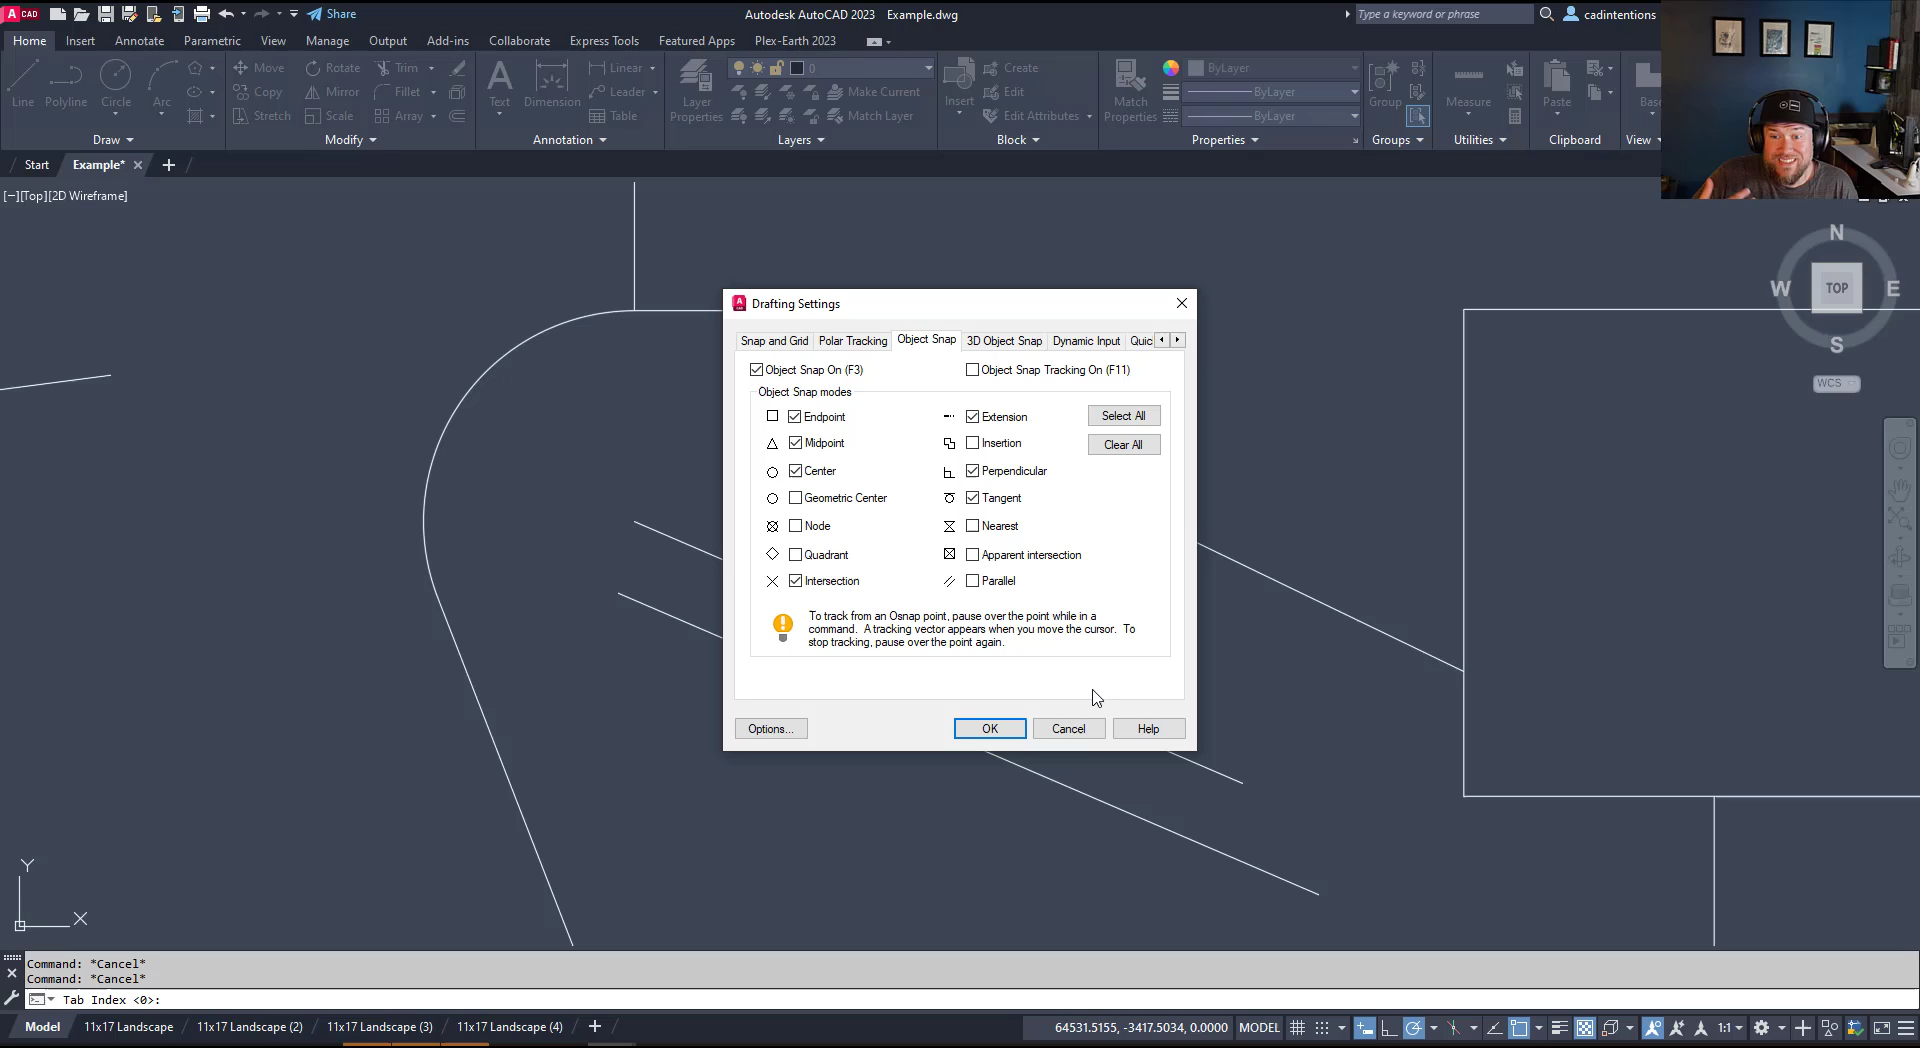 CAD
Share
Autodesk AutoCAD 2023 Example.dwg
Type a keyword or phrase
cadintentions
Home Insert Annotate Parametric View Manage Output Add-ins Collaborate Express Tools Featured Apps Plex-Earth 2023
Line Polyline Circle Arc
Move Rotate Trim
Copy Mirror Fillet
Stretch Scale Array
Text Dimension
Linear
Leader
Table
Layer Properties
0
Make Current
Match Layer
Insert
Create
Edit
Edit Attributes
Match Properties
ByLayer
ByLayer
ByLayer
Group
Measure
Paste
Draw Modify Annotation Layers Block Properties Groups Utilities Clipboard View
Start Example*
[−][Top][2D Wireframe]
N
W TOP E
S
WCS
A
CAD
Drafting Settings
Snap and Grid Polar Tracking Object Snap 3D Object Snap Dynamic Input Quic
Object Snap On (F3) Object Snap Tracking On (F11)
Object Snap modes
Endpoint Extension Select All
Midpoint Insertion Clear All
Center Perpendicular
Geometric Center Tangent
Node Nearest
Quadrant Apparent intersection
Intersection Parallel
To track from an Osnap point, pause over the point while in a
command. A tracking vector appears when you move the cursor. To
stop tracking, pause over the point again.
Options... OK Cancel Help
Y
X
Command: *Cancel*
Command: *Cancel*
Tab Index <0>:
Model 11x17 Landscape 11x17 Landscape (2) 11x17 Landscape (3) 11x17 Landscape (4)
64531.5155, -3417.5034, 0.0000 MODEL 1:1